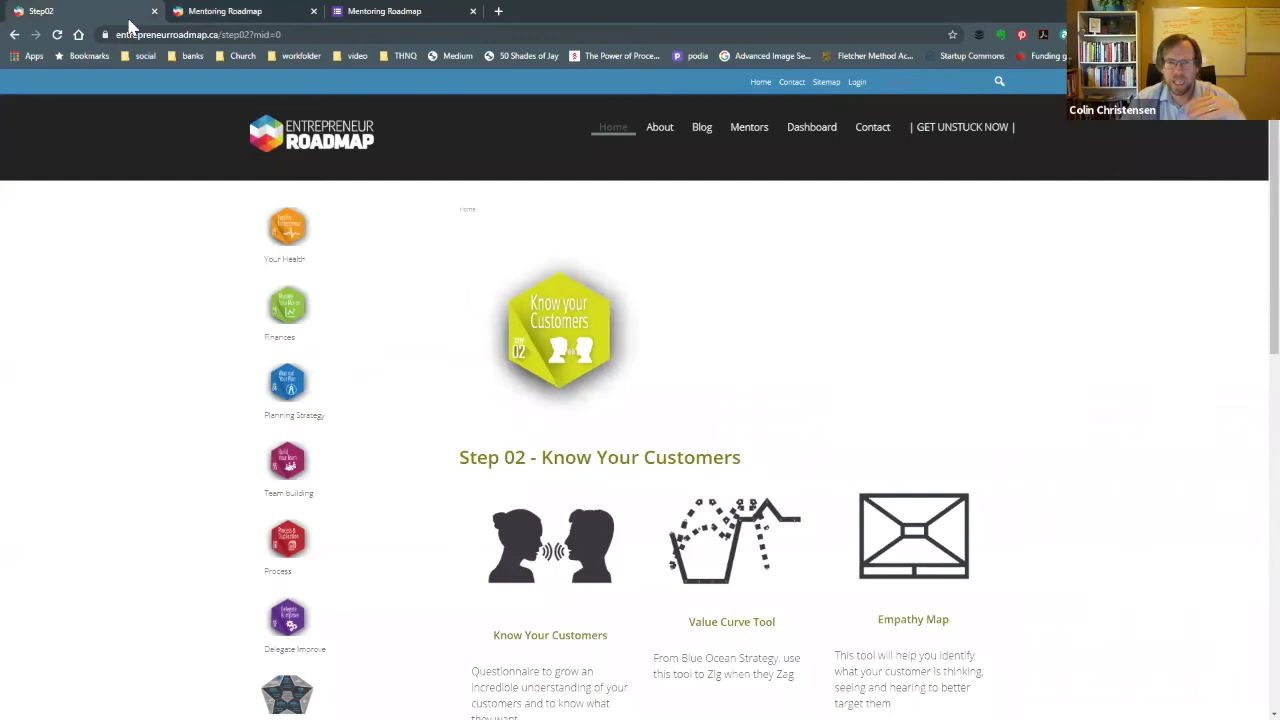 Step02
Mentoring Roadmap
Mentoring Roadmap
entrepreneurroadmap.ca/step02?mid=0
Apps
Bookmarks
social
banks
Church
workfolder
video
Medium
50 Shades of Jay...
The Power of Proce...
podia
Advanced Image Se...
Fletcher Method Ac...
Startup Commons
Funding g
Colin Christensen
Home
Contact
Sitemap
Login
ENTREPRENEUR
ROADMAP
Home
About
Blog
Mentors
Dashboard
Contact
| GET UNSTUCK NOW |
Home
Your Health
Finances
Planning Strategy
Team building
Process
Delegate Improve
Know your
Customers
STEP
02
Step 02 - Know Your Customers
Know Your Customers
Questionnaire to grow an
incredible understanding of your
customers and to know what
they want
Value Curve Tool
From Blue Ocean Strategy, use
this tool to Zig when they Zag
Empathy Map
This tool will help you identify
what your customer is thinking,
seeing and hearing to better
target them